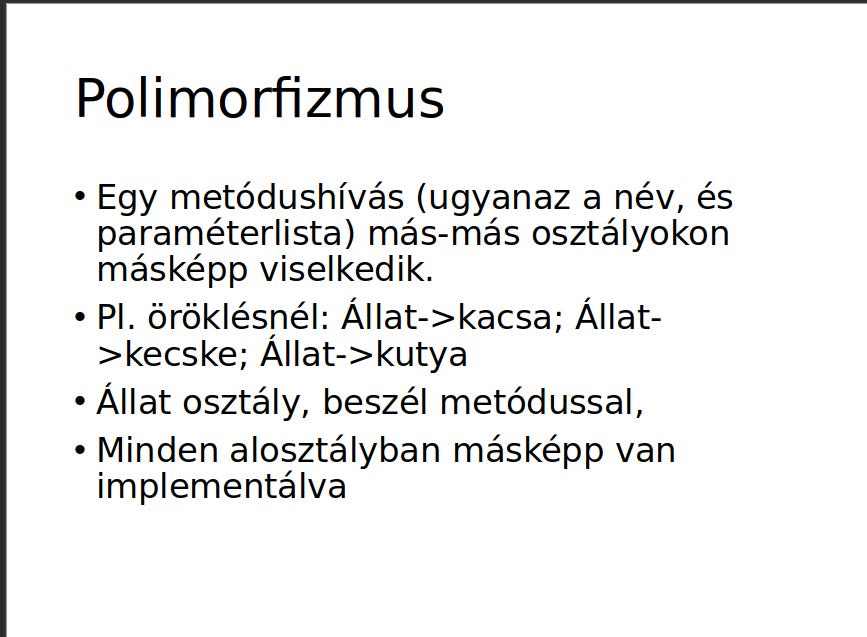 Polimorfizmus
• Egy metódushívás (ugyanaz a név, és
paraméterlista) más-más osztályokon
másképp viselkedik.
• Pl. öröklésnél: Állat->kacsa; Állat-
>kecske; Állat->kutya
• Állat osztály, beszél metódussal,
• Minden alosztályban másképp van
implementálva